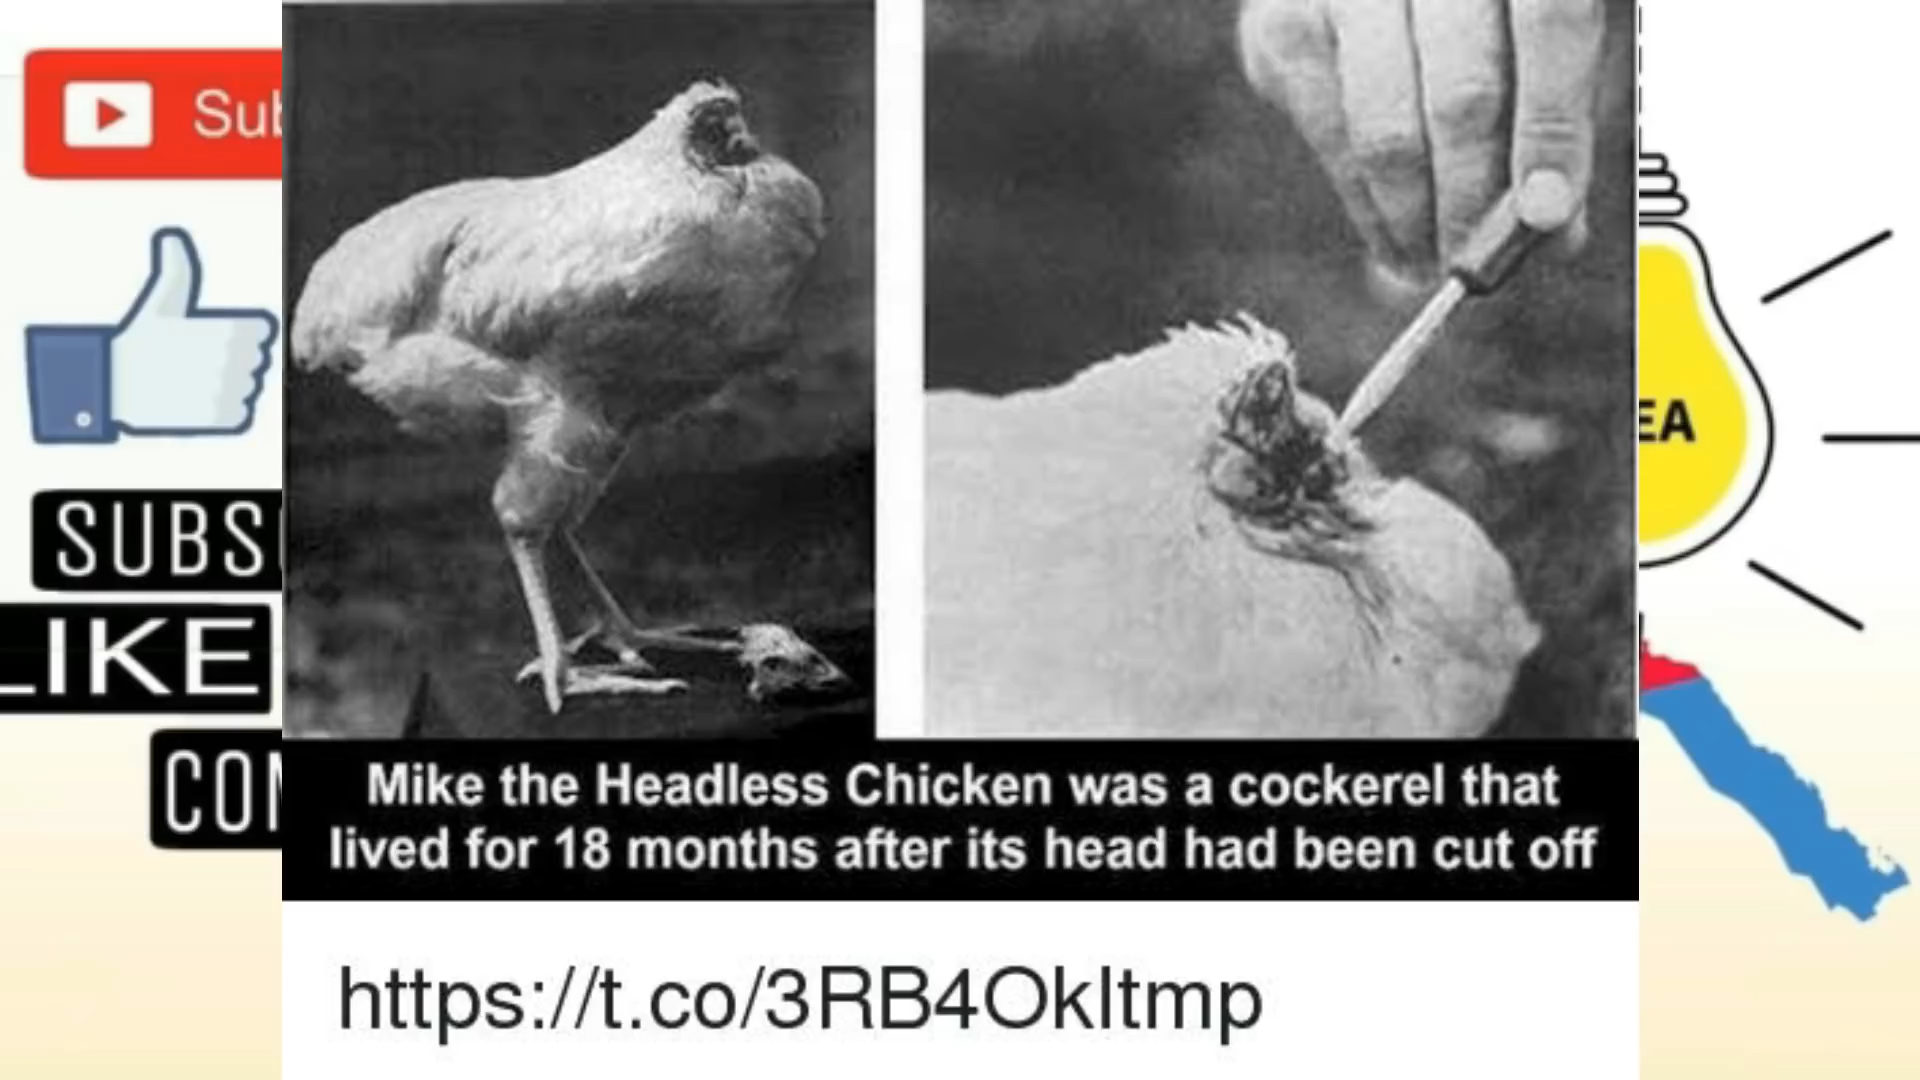 Sub
SUBS
LIKE
CON
EA
Mike the Headless Chicken was a cockerel that
lived for 18 months after its head had been cut off
https://t.co/3RB4OkItmp